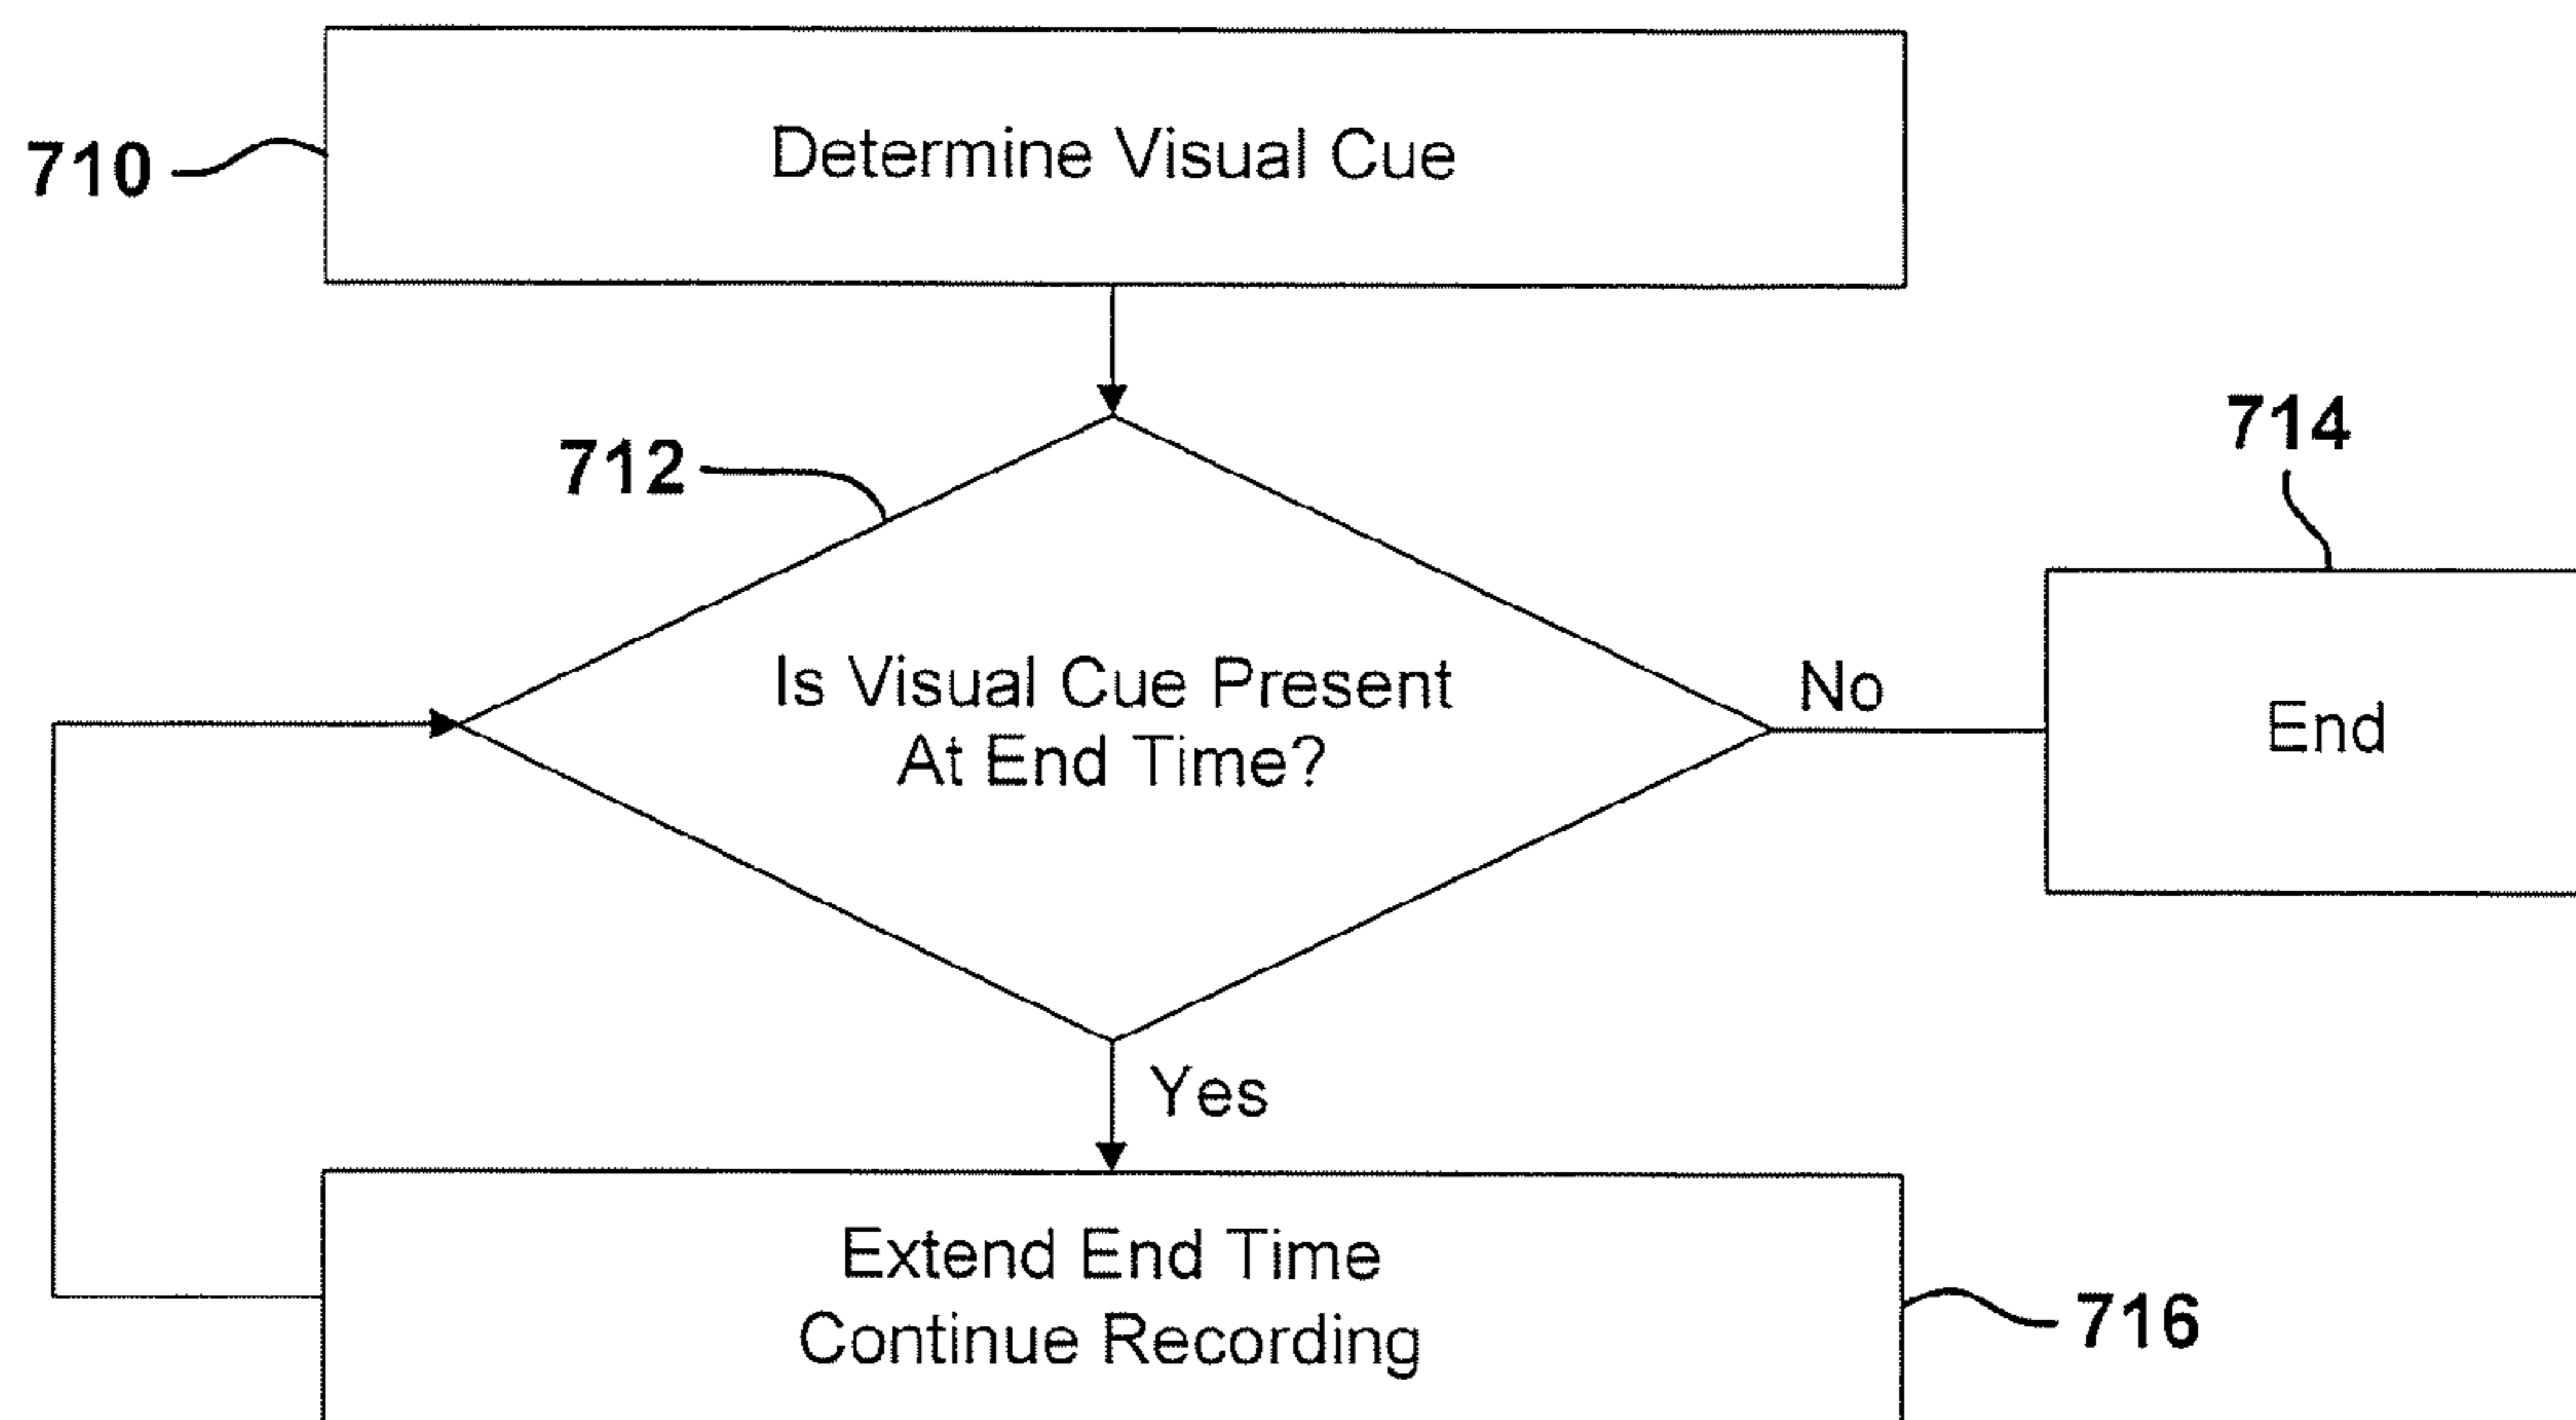 710
Determine Visual Cue
712
714
Is Visual Cue Present
At End Time?
No
End
Yes
Extend End Time
Continue Recording
716